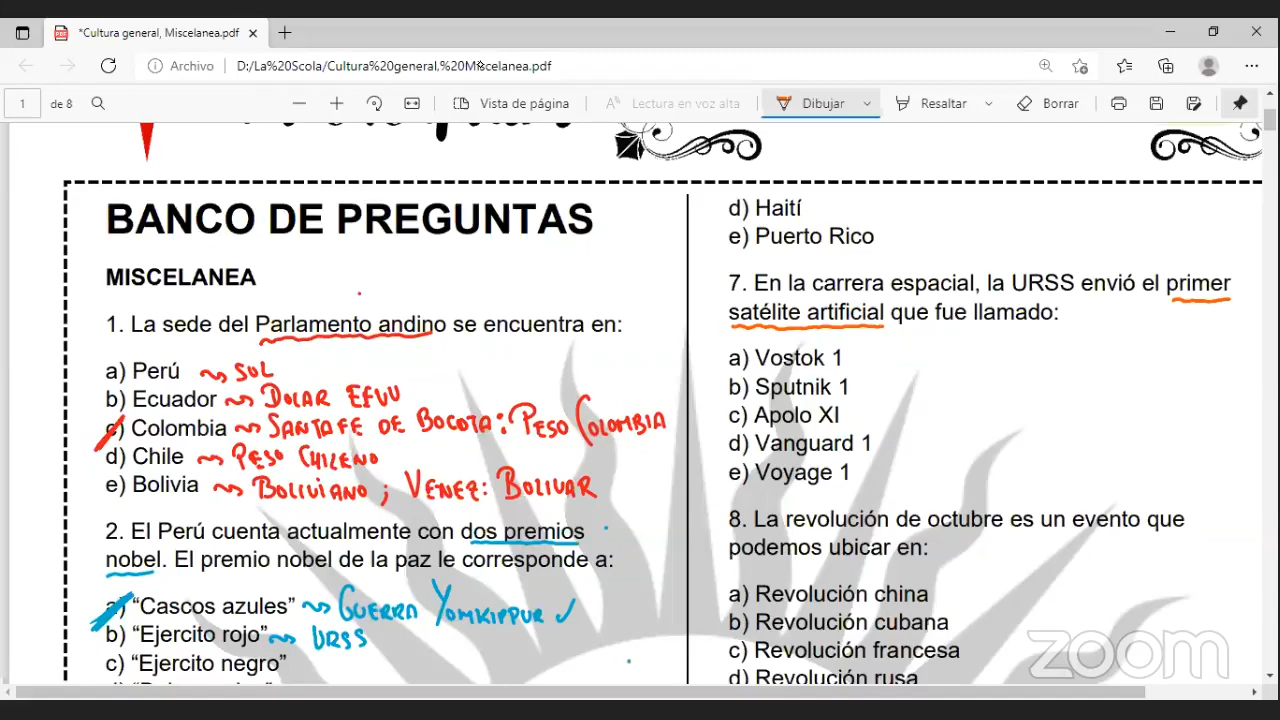 *Cultura general, Miscelanea.pdf
Archivo D:/La%20Scola/Cultura%20general,%20Miscelanea.pdf
1 de 8 Vista de página Lectura en voz alta Dibujar Resaltar Borrar
BANCO DE PREGUNTAS
MISCELANEA
1. La sede del Parlamento andino se encuentra en:
a) Perú ~> SOL
b) Ecuador ~> DOLAR EEUU
c) Colombia ~> SANTAFE DE BOGOTA: PESO COLOMBIA
d) Chile ~> PESO CHILENO
e) Bolivia ~> BOLIVIANO ; VENEZ: BOLIVAR
2. El Perú cuenta actualmente con dos premios
nobel. El premio nobel de la paz le corresponde a:
a) “Cascos azules” ~> GUERRA YOMKIPPUR ✓
b) “Ejercito rojo” ~> URSS
c) “Ejercito negro”
d) Haití
e) Puerto Rico
7. En la carrera espacial, la URSS envió el primer
satélite artificial que fue llamado:
a) Vostok 1
b) Sputnik 1
c) Apolo XI
d) Vanguard 1
e) Voyage 1
8. La revolución de octubre es un evento que
podemos ubicar en:
a) Revolución china
b) Revolución cubana
c) Revolución francesa
d) Revolución rusa
zoom